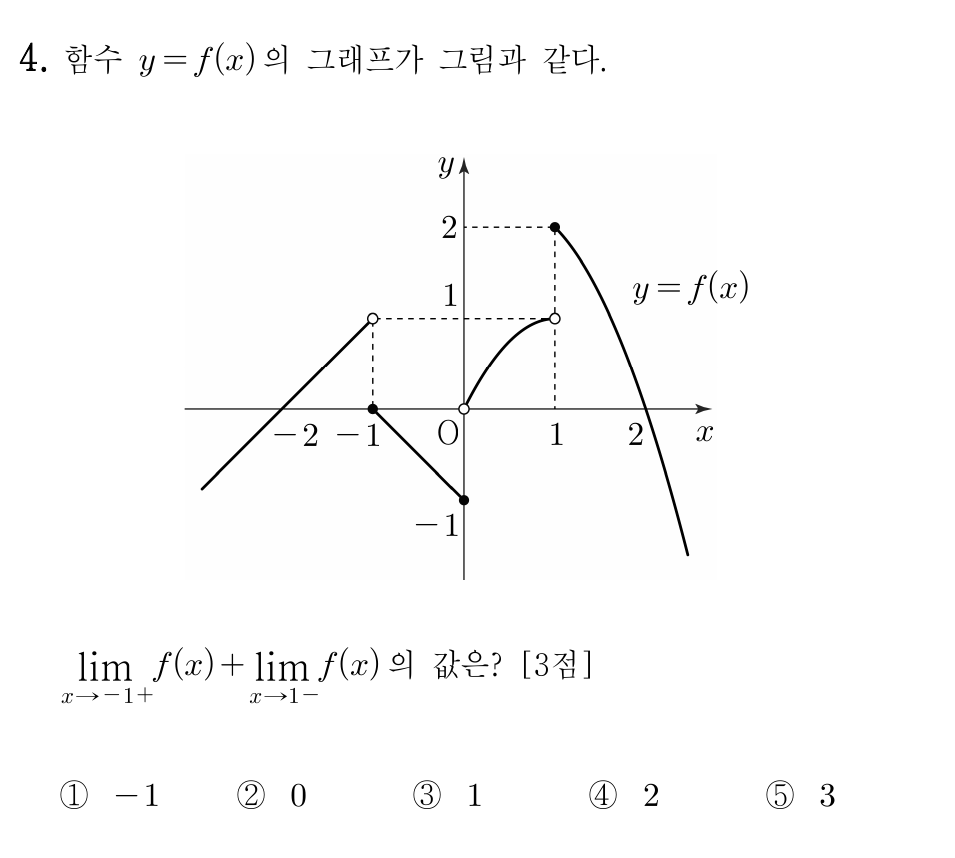 4. 함수 y=f(x)의 그래프가 그림과 같다.
y
2
1
y=f(x)
-2 -1 O 1 2 x
-1
lim f(x)+lim f(x)의 값은? [3점]
x→-1+ x→1-
① -1 ② 0 ③ 1 ④ 2 ⑤ 3